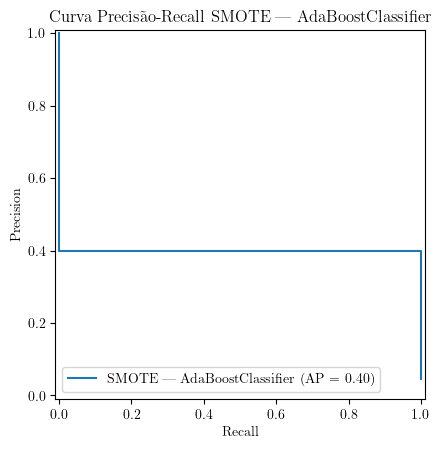 Curva Precisão-Recall SMOTE — AdaBoostClassifier
1.0
0.8
0.6
0.4
0.2
0.0
Precision
SMOTE — AdaBoostClassifier (AP = 0.40)
0.0 0.2 0.4 0.6 0.8 1.0
Recall